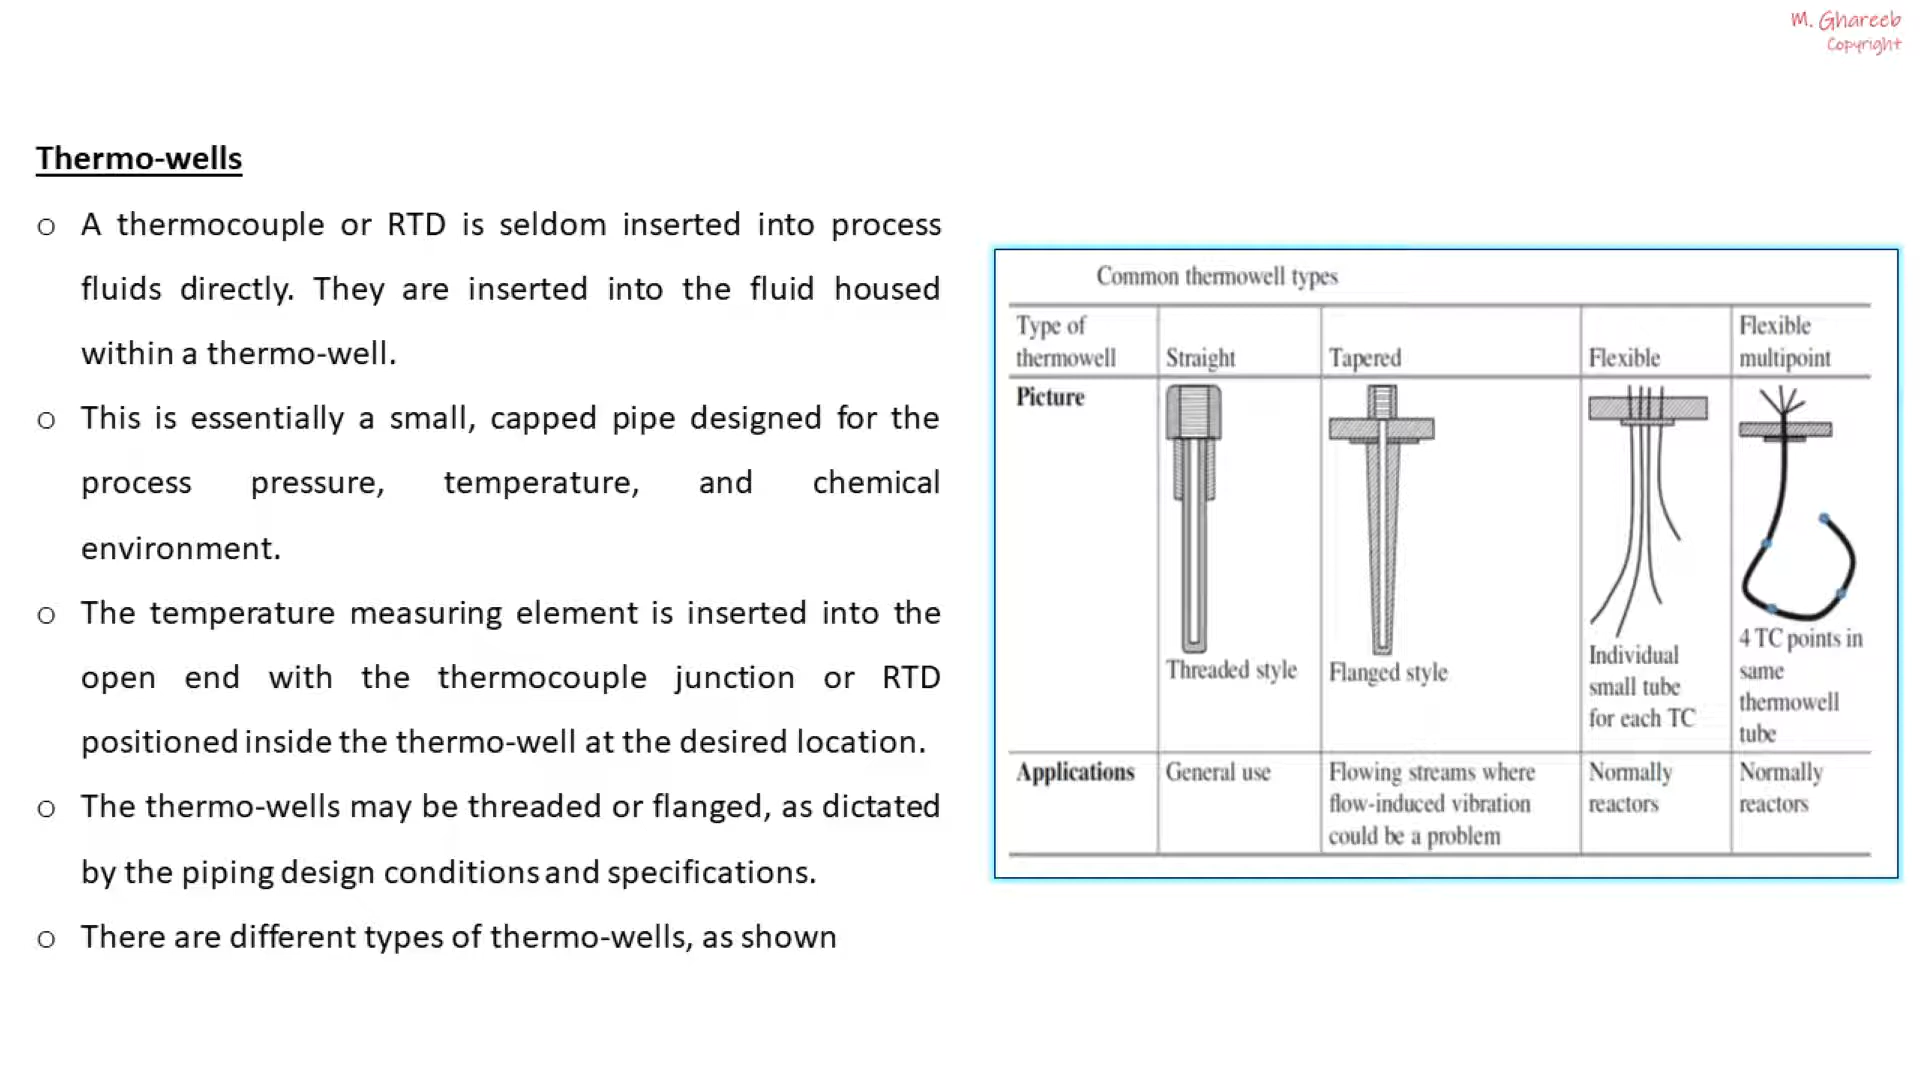 M. Ghareeb
Copyright
Thermo-wells
o A thermocouple or RTD is seldom inserted into process
fluids directly. They are inserted into the fluid housed
within a thermo-well.
o This is essentially a small, capped pipe designed for the
process pressure, temperature, and chemical
environment.
o The temperature measuring element is inserted into the
open end with the thermocouple junction or RTD
positioned inside the thermo-well at the desired location.
o The thermo-wells may be threaded or flanged, as dictated
by the piping design conditions and specifications.
o There are different types of thermo-wells, as shown
Common thermowell types
Type of
thermowell
Straight
Tapered
Flexible
Flexible
multipoint
Picture
Threaded style
Flanged style
Individual
small tube
for each TC
4 TC points in
same
thermowell
tube
Applications
General use
Flowing streams where
flow-induced vibration
could be a problem
Normally
reactors
Normally
reactors